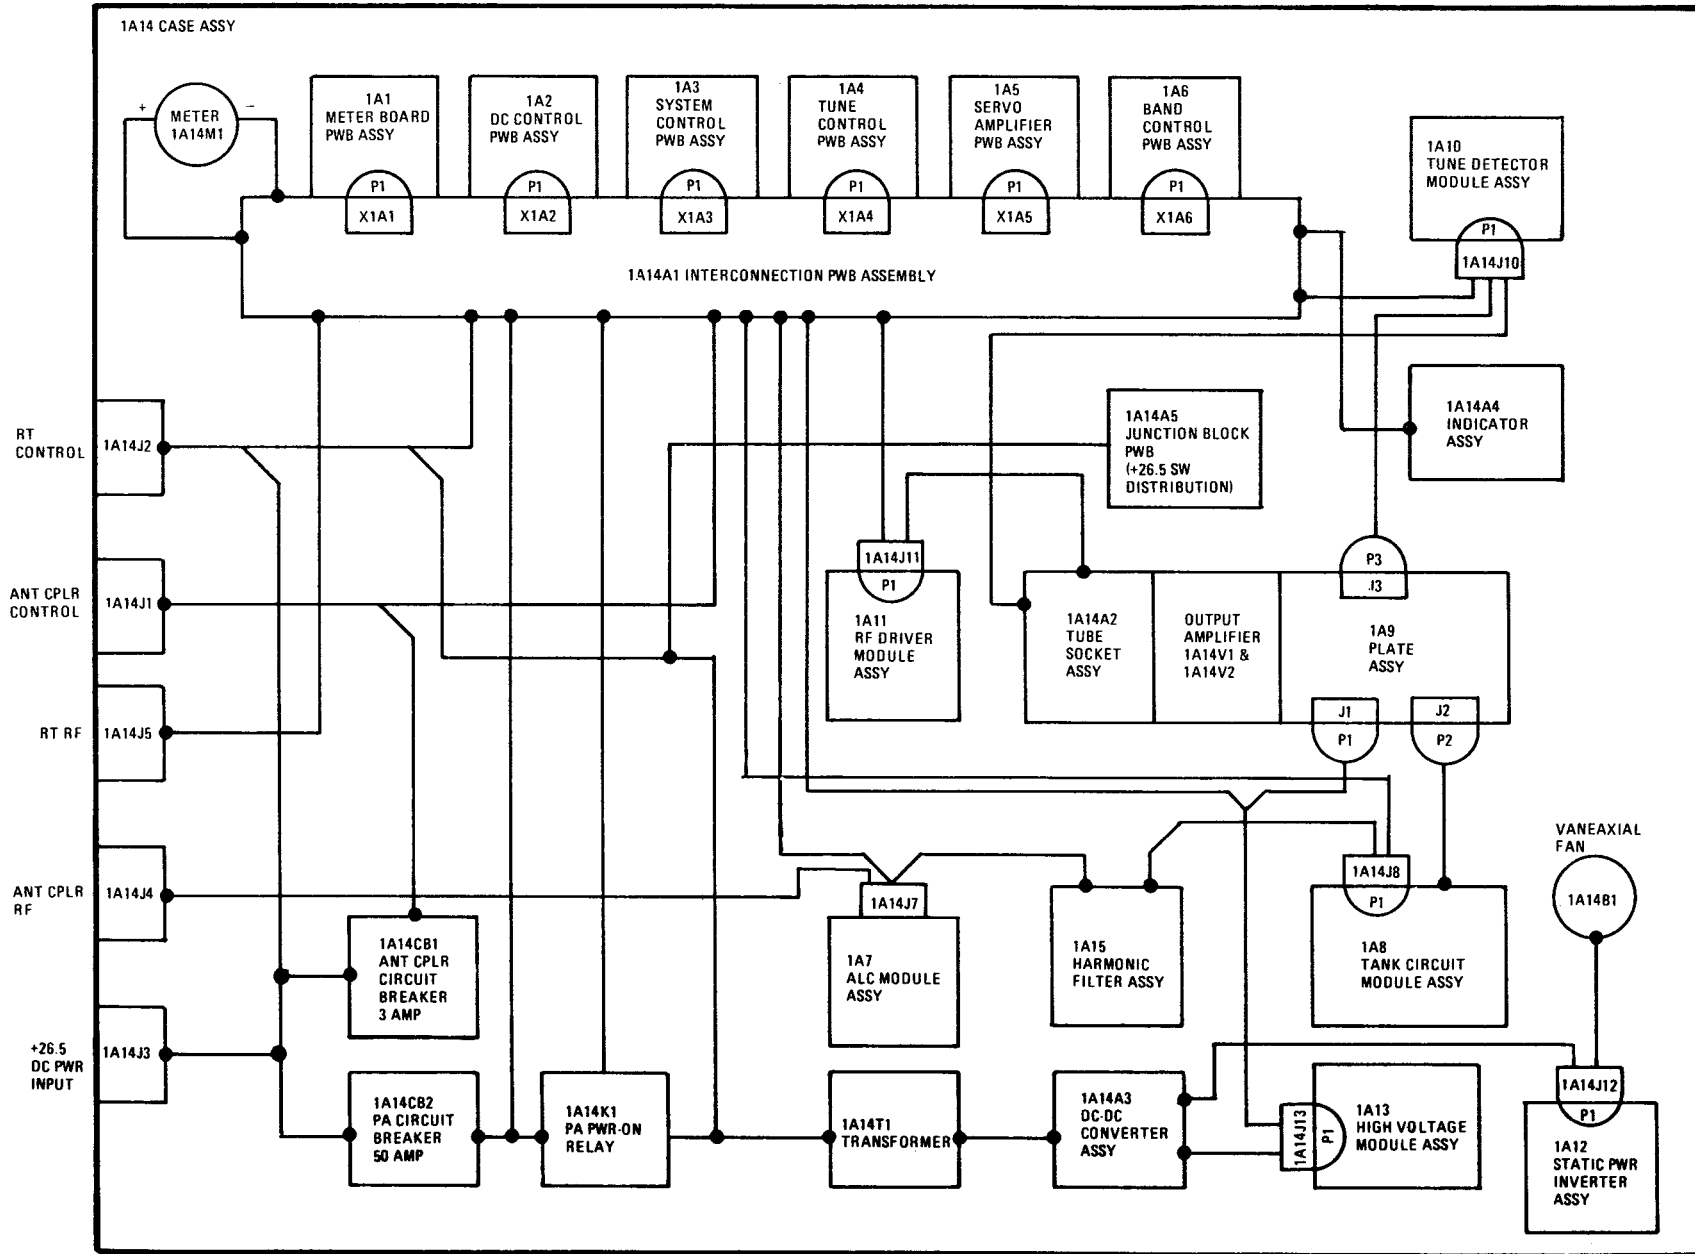 1A14 CASE ASSY
+
−
METER
1A14M1
1A1
METER BOARD
PWB ASSY
P1
X1A1
1A2
DC CONTROL
PWB ASSY
P1
X1A2
1A3
SYSTEM
CONTROL
PWB ASSY
P1
X1A3
1A4
TUNE
CONTROL
PWB ASSY
P1
X1A4
1A5
SERVO
AMPLIFIER
PWB ASSY
P1
X1A5
1A6
BAND
CONTROL
PWB ASSY
P1
X1A6
1A10
TUNE DETECTOR
MODULE ASSY
P1
1A14J10
1A14A1 INTERCONNECTION PWB ASSEMBLY
RT
CONTROL
1A14J2
1A14A5
JUNCTION BLOCK
PWB
(+26.5 SW
DISTRIBUTION)
1A14A4
INDICATOR
ASSY
ANT CPLR
CONTROL
1A14J1
1A14J11
P1
1A11
RF DRIVER
MODULE
ASSY
1A14A2
TUBE
SOCKET
ASSY
OUTPUT
AMPLIFIER
1A14V1 &
1A14V2
P3
J3
1A9
PLATE
ASSY
J1
P1
J2
P2
RT RF
1A14J5
ANT CPLR
RF
1A14J4
1A14CB1
ANT CPLR
CIRCUIT
BREAKER
3 AMP
1A14J7
1A7
ALC MODULE
ASSY
1A15
HARMONIC
FILTER ASSY
1A14J8
P1
1A8
TANK CIRCUIT
MODULE ASSY
VANEAXIAL
FAN
1A14B1
+26.5
DC PWR
INPUT
1A14J3
1A14CB2
PA CIRCUIT
BREAKER
50 AMP
1A14K1
PA PWR-ON
RELAY
1A14T1
TRANSFORMER
1A14A3
DC-DC
CONVERTER
ASSY
1A14J13
P1
1A13
HIGH VOLTAGE
MODULE ASSY
1A14J12
P1
1A12
STATIC PWR
INVERTER
ASSY